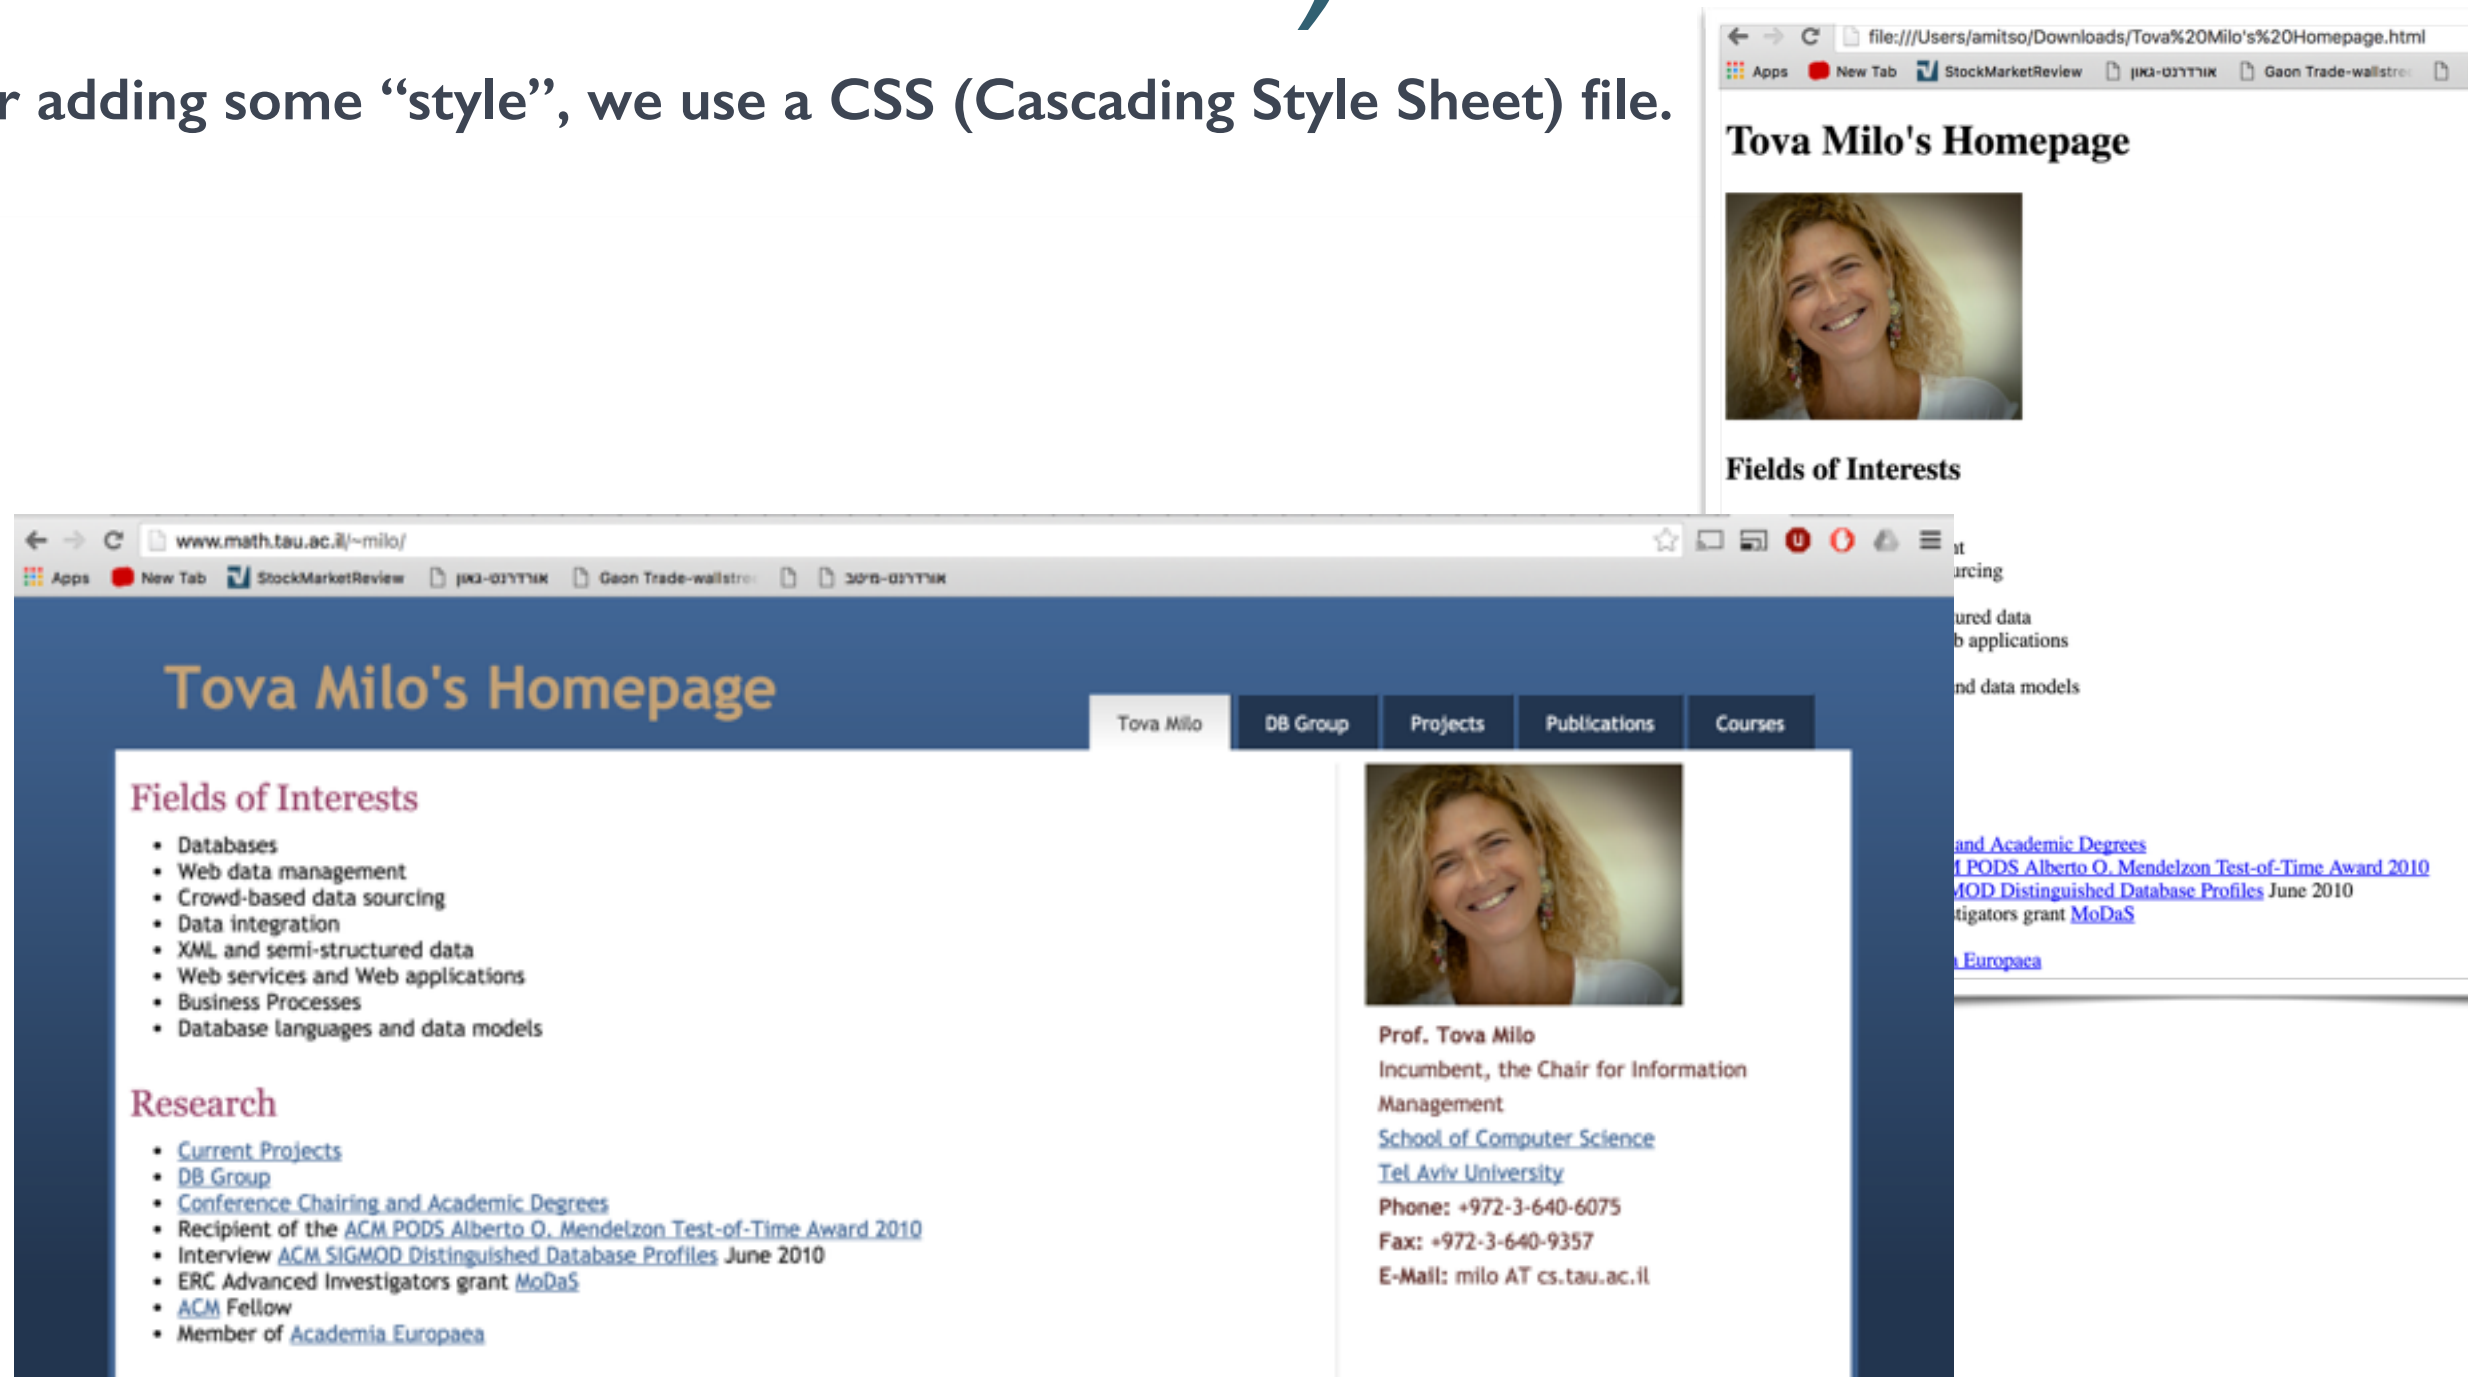 r adding some “style”, we use a CSS (Cascading Style Sheet) file.
file:///Users/amitso/Downloads/Tova%20Milo's%20Homepage.html
Apps New Tab StockMarketReview אורדרנט-גאון Gaon Trade-wallstre
Tova Milo's Homepage
Fields of Interests
urcing
ured data
b applications
nd data models
and Academic Degrees
M PODS Alberto O. Mendelzon Test-of-Time Award 2010
MOD Distinguished Database Profiles June 2010
tigators grant MoDaS
Europaea
www.math.tau.ac.il/~milo/
Apps New Tab StockMarketReview אורדרנט-גאון Gaon Trade-wallstre אורדרנט-מיטב
Tova Milo's Homepage
Tova Milo DB Group Projects Publications Courses
Fields of Interests
• Databases
• Web data management
• Crowd-based data sourcing
• Data integration
• XML and semi-structured data
• Web services and Web applications
• Business Processes
• Database languages and data models
Research
• Current Projects
• DB Group
• Conference Chairing and Academic Degrees
• Recipient of the ACM PODS Alberto O. Mendelzon Test-of-Time Award 2010
• Interview ACM SIGMOD Distinguished Database Profiles June 2010
• ERC Advanced Investigators grant MoDaS
• ACM Fellow
• Member of Academia Europaea
Prof. Tova Milo
Incumbent, the Chair for Information
Management
School of Computer Science
Tel Aviv University
Phone: +972-3-640-6075
Fax: +972-3-640-9357
E-Mail: milo AT cs.tau.ac.il